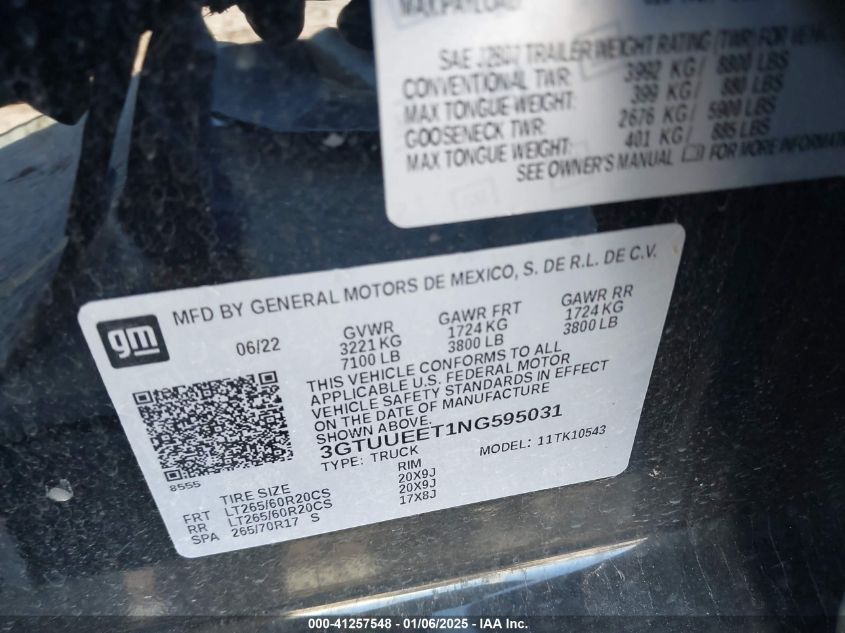 MAX PAYLOAD
SAE J2807 TRAILER WEIGHT RATING (TWR) FOR
CONVENTIONAL TWR: 3992 KG/ 8800 LBS
MAX TONGUE WEIGHT: 399 KG/ 880 LBS
GOOSENECK TWR: 2676 KG/ 5900 LBS
MAX TONGUE WEIGHT: 401 KG/ 885 LBS
SEE OWNER'S MANUAL FOR MORE INFORMATION
gm
MFD BY GENERAL MOTORS DE MEXICO, S. DE R.L. DE C.V.
06/22 GVWR GAWR FRT GAWR RR
3221 KG 1724 KG 1724 KG
7100 LB 3800 LB 3800 LB
THIS VEHICLE CONFORMS TO ALL
APPLICABLE U.S. FEDERAL MOTOR
VEHICLE SAFETY STANDARDS IN EFFECT
ON THE DATE OF MANUFACTURE
SHOWN ABOVE.
3GTUUEET1NG595031
TYPE: TRUCK MODEL: 11TK10543
8555
TIRE SIZE RIM
FRT LT265/60R20CS 20X9J
RR LT265/60R20CS 20X9J
SPA 265/70R17 S 17X8J
000-41257548 - 01/06/2025 - IAA Inc.